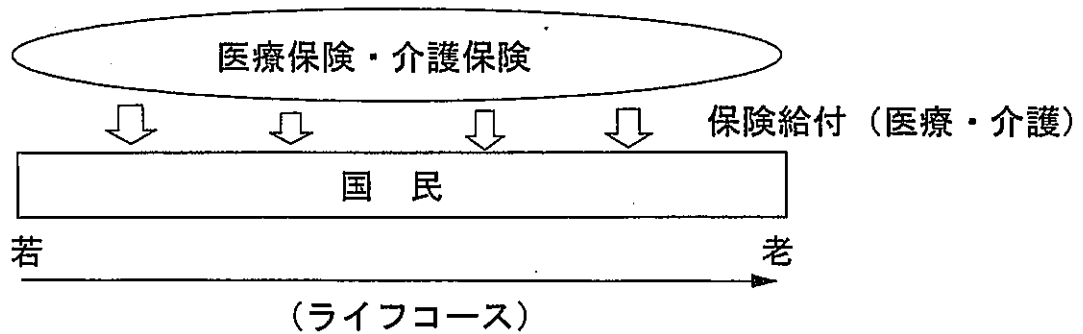 医療保険・介護保険
保険給付（医療・介護）
国　民
若
老
（ライフコース）